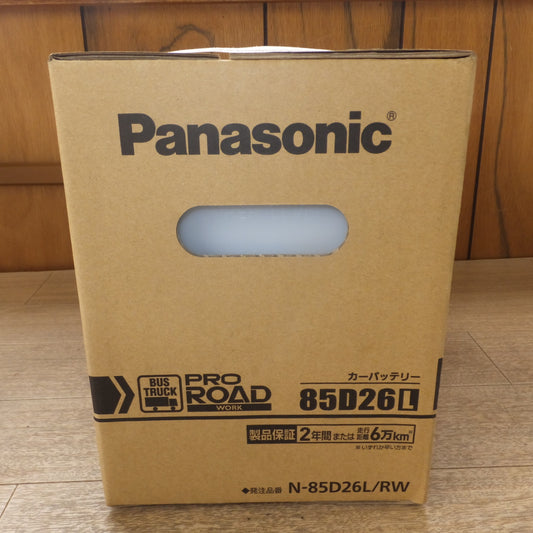 Panasonic®
BUS
TRUCK
PRO
ROAD
WORK
カーバッテリー
85D26L
製品保証 2年間または 走行距離 6万km※
※いずれか早い方まで
◆発注品番 N-85D26L/RW